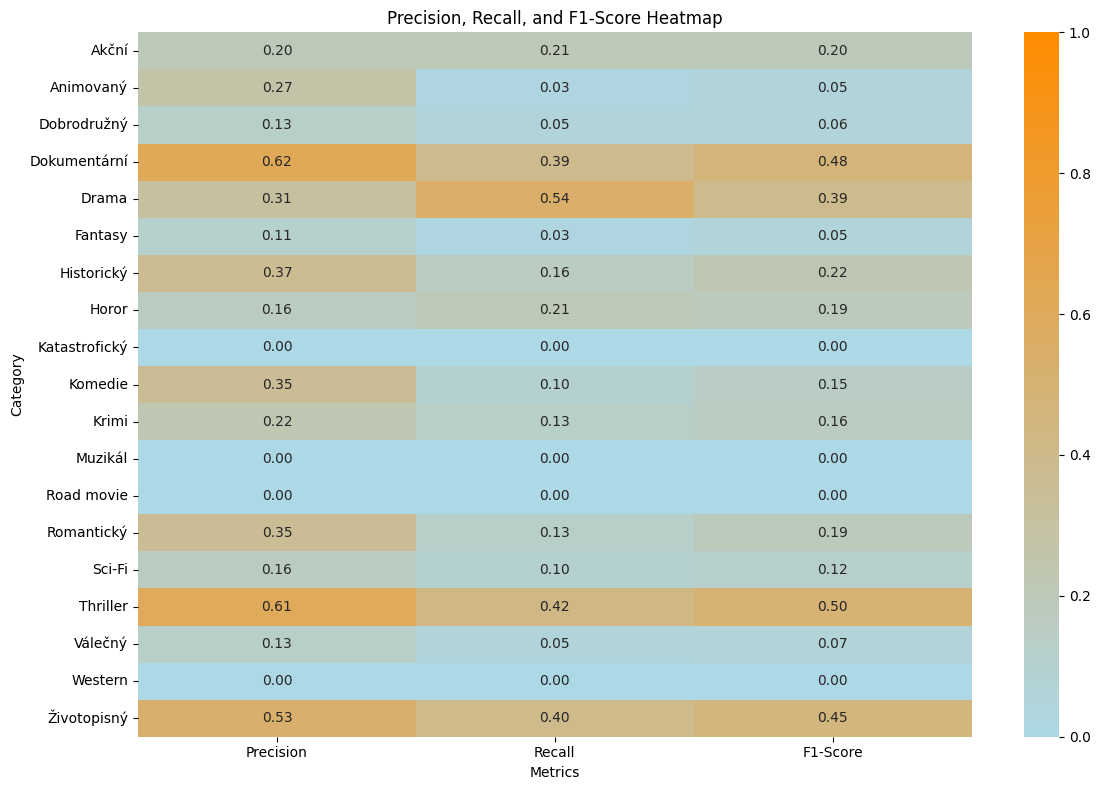 Precision, Recall, and F1-Score Heatmap
Akční 0.20 0.21 0.20
Animovaný 0.27 0.03 0.05
Dobrodružný 0.13 0.05 0.06
Dokumentární 0.62 0.39 0.48
Drama 0.31 0.54 0.39
Fantasy 0.11 0.03 0.05
Historický 0.37 0.16 0.22
Horor 0.16 0.21 0.19
Katastrofický 0.00 0.00 0.00
Komedie 0.35 0.10 0.15
Krimi 0.22 0.13 0.16
Muzikál 0.00 0.00 0.00
Road movie 0.00 0.00 0.00
Romantický 0.35 0.13 0.19
Sci-Fi 0.16 0.10 0.12
Thriller 0.61 0.42 0.50
Válečný 0.13 0.05 0.07
Western 0.00 0.00 0.00
Životopisný 0.53 0.40 0.45
Category
Precision Recall F1-Score
Metrics
1.0
0.8
0.6
0.4
0.2
0.0